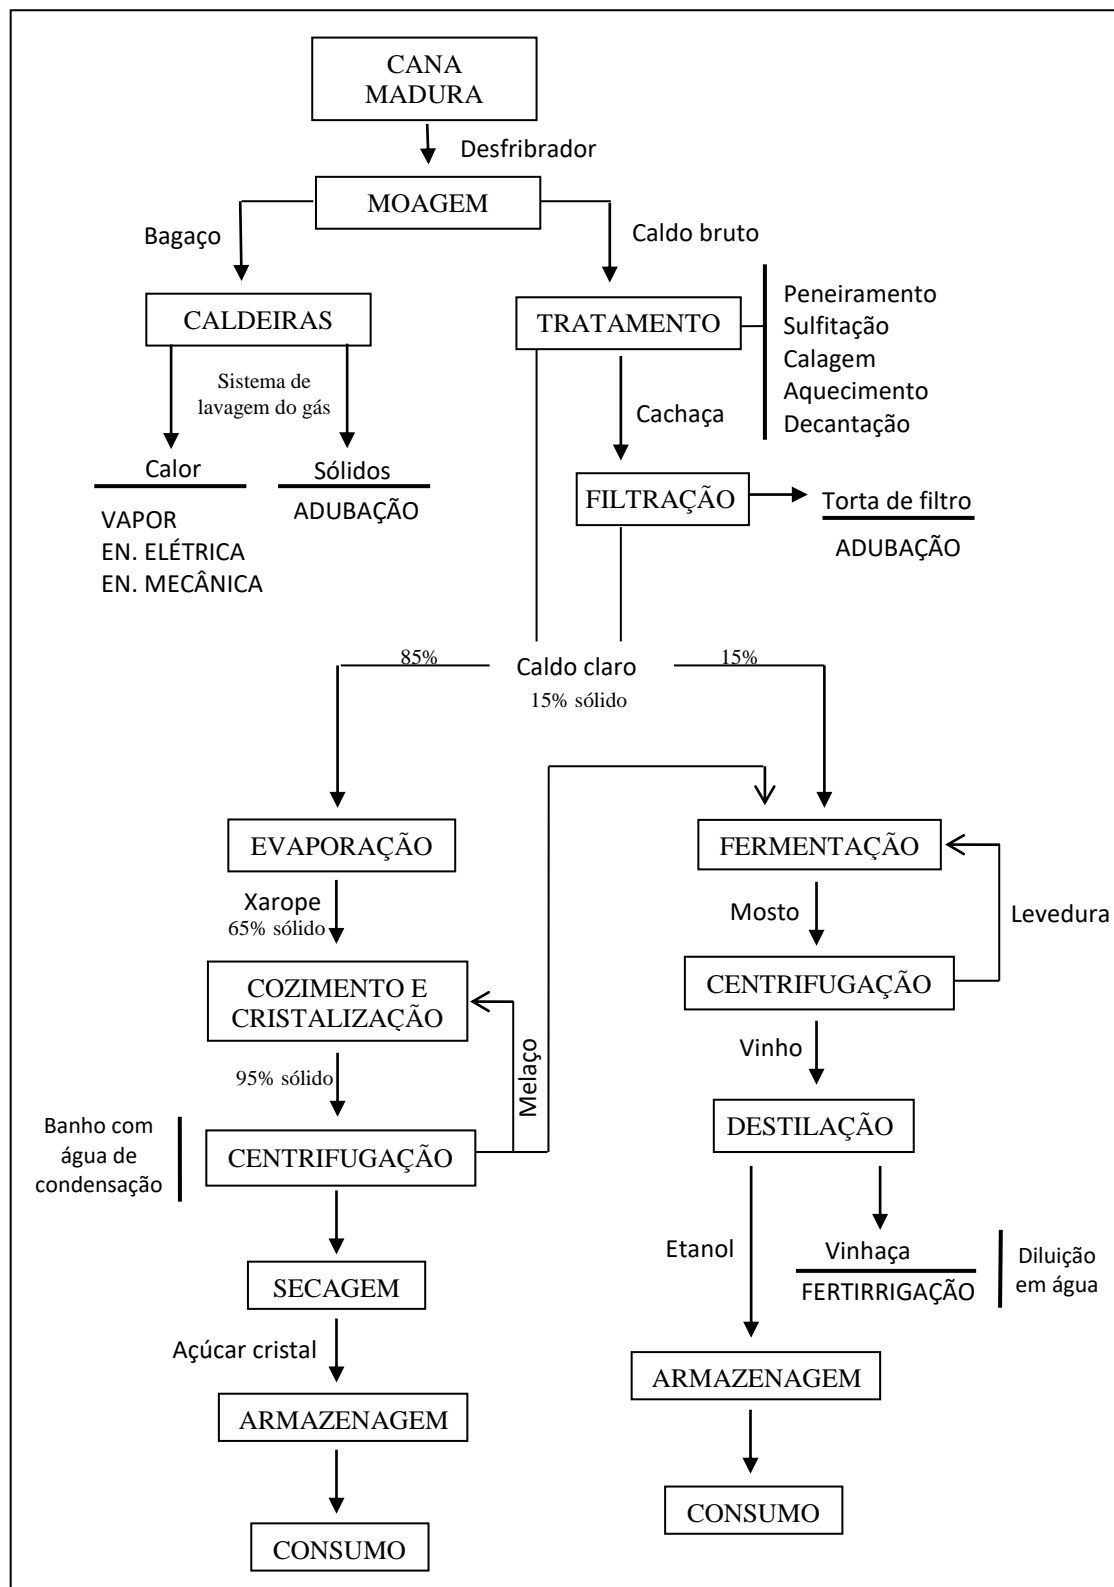 CANA
MADURA
Desfribrador
MOAGEM
Bagaço
Caldo bruto
CALDEIRAS
TRATAMENTO
Peneiramento
Sulfitação
Calagem
Aquecimento
Decantação
Sistema de
lavagem do gás
Cachaça
Calor
Sólidos
VAPOR
EN. ELÉTRICA
EN. MECÂNICA
ADUBAÇÃO
FILTRAÇÃO
Torta de filtro
ADUBAÇÃO
85%
Caldo claro
15%
15% sólido
EVAPORAÇÃO
FERMENTAÇÃO
Xarope
65% sólido
Mosto
Levedura
COZIMENTO E
CRISTALIZAÇÃO
CENTRIFUGAÇÃO
Melaço
Vinho
95% sólido
Banho com
água de
condensação
CENTRIFUGAÇÃO
DESTILAÇÃO
Etanol
Vinhaça
FERTIRRIGAÇÃO
Diluição
em água
SECAGEM
Açúcar cristal
ARMAZENAGEM
ARMAZENAGEM
CONSUMO
CONSUMO